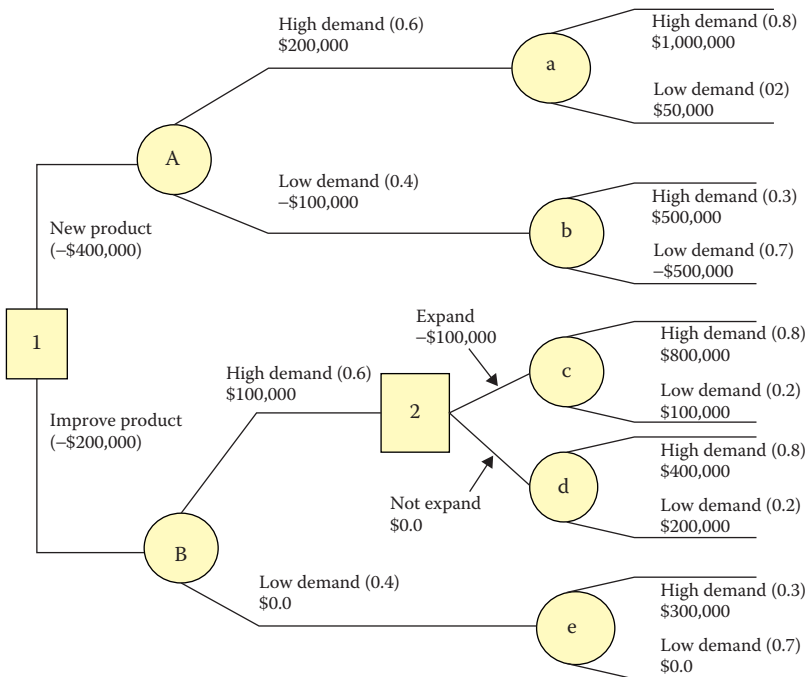 High demand (0.6)
$200,000
a
High demand (0.8)
$1,000,000
Low demand (02)
$50,000
A
Low demand (0.4)
–$100,000
b
High demand (0.3)
$500,000
Low demand (0.7)
–$500,000
New product
(–$400,000)
1
Improve product
(–$200,000)
High demand (0.6)
$100,000
2
Expand
–$100,000
c
High demand (0.8)
$800,000
Low demand (0.2)
$100,000
Not expand
$0.0
d
High demand (0.8)
$400,000
Low demand (0.2)
$200,000
B
Low demand (0.4)
$0.0
e
High demand (0.3)
$300,000
Low demand (0.7)
$0.0